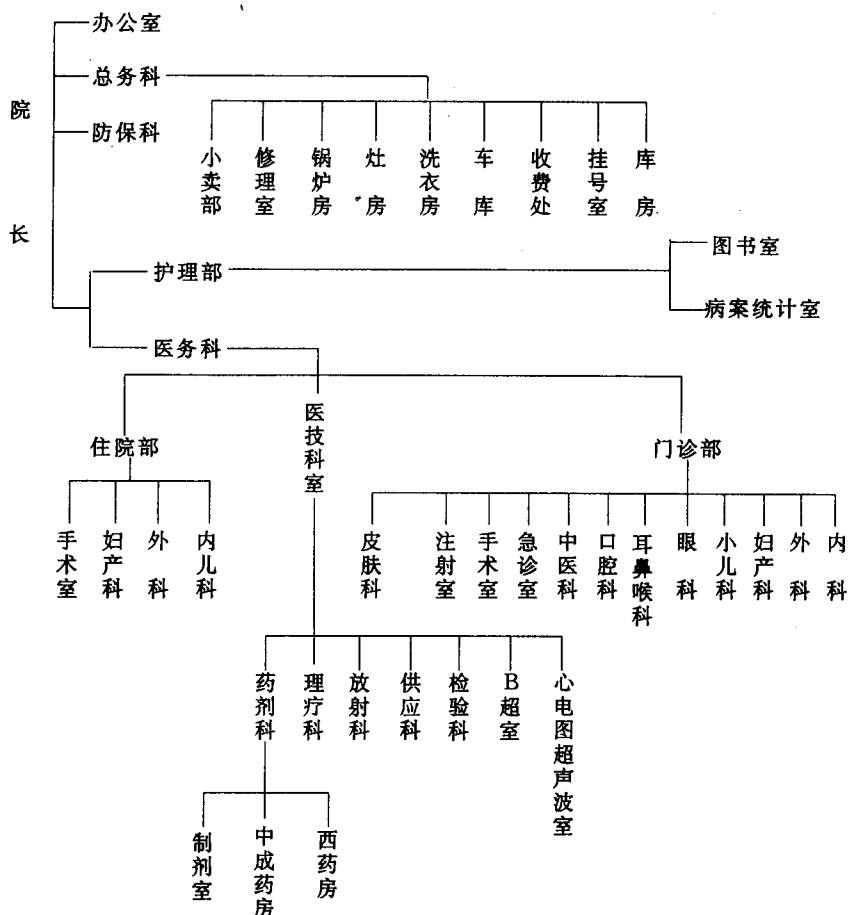 院长
办公室
总务科
防保科
小卖部
修理室
锅炉房
灶房
洗衣房
车库
收费处
挂号室
库房
护理部
图书室
病案统计室
医务科
住院部
医技科室
门诊部
手术室
妇产科
外科
内儿科
皮肤科
注射室
手术室
急诊室
中医科
口腔科
耳鼻喉科
眼科
小儿科
妇产科
外科
内科
药剂科
理疗科
放射科
供应科
检验科
B超室
心电图超声波室
制剂室
中成药房
西药房